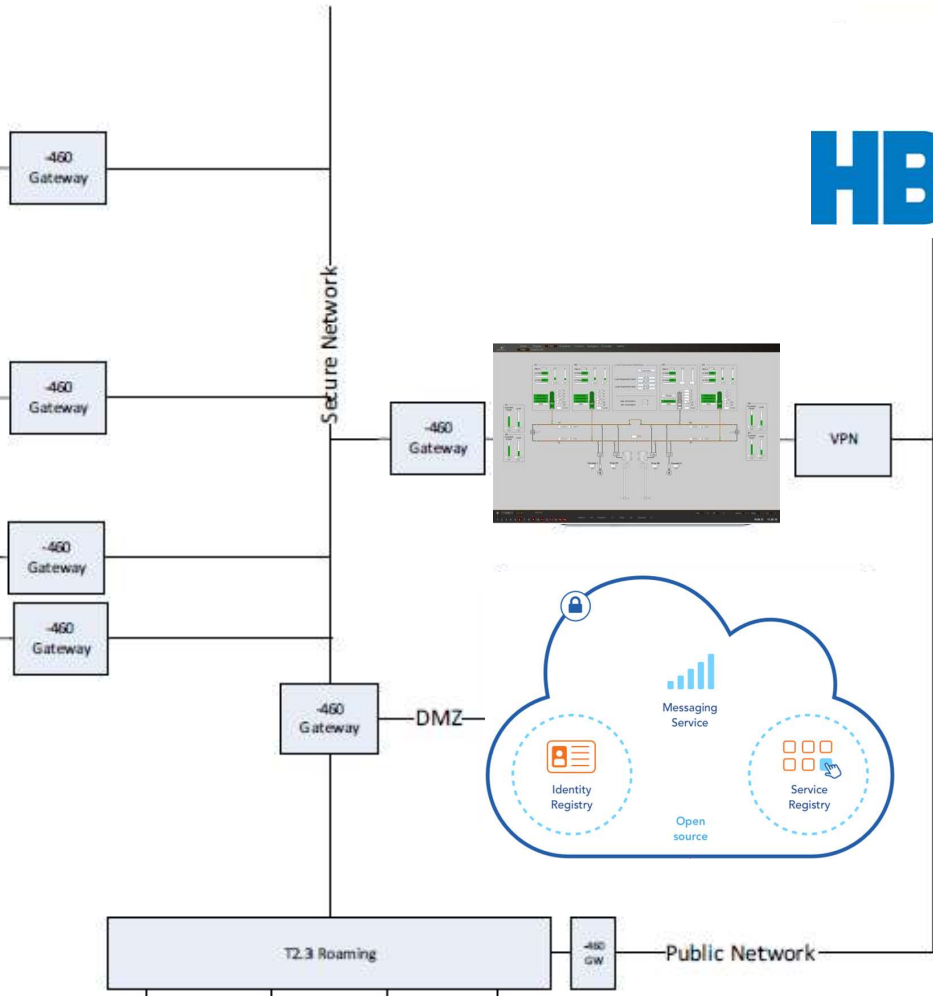 -460
Gateway
HB
Secure Network
-460
Gateway
-460
Gateway
VPN
-460
Gateway
-460
Gateway
-460
Gateway
DMZ
Messaging
Service
Identity
Registry
Service
Registry
Open
source
T2.3 Roaming
-460
GW
Public Network